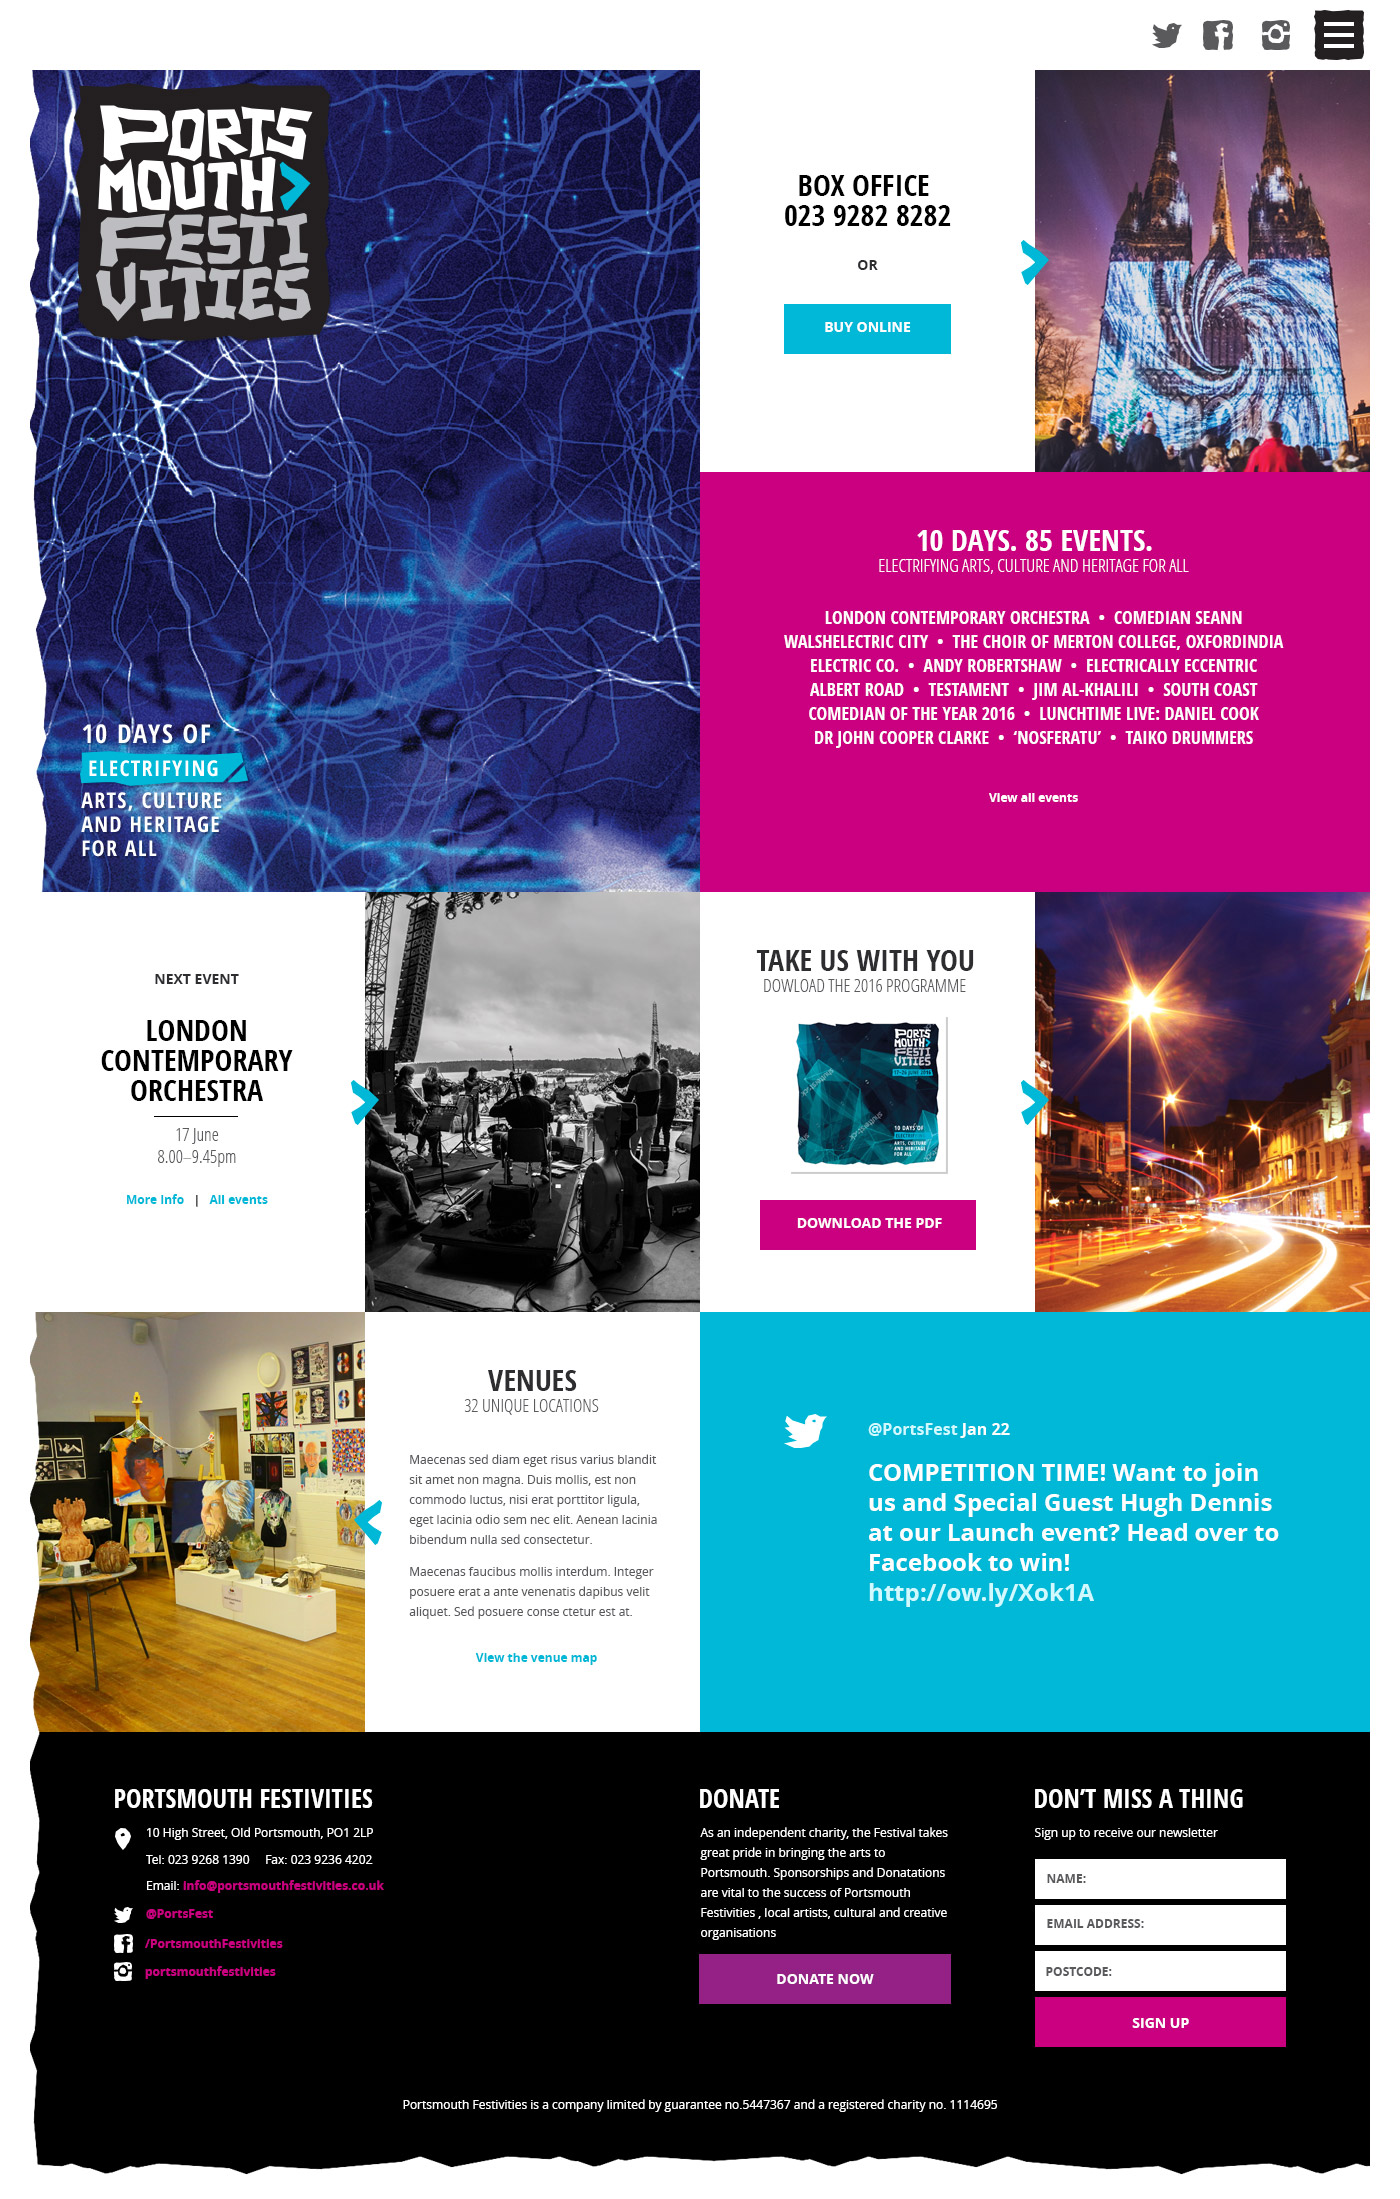 PORTS
MOUTH
FESTI
VITIES
10 DAYS OF
ELECTRIFYING
ARTS, CULTURE
AND HERITAGE
FOR ALL
BOX OFFICE
023 9282 8282
OR
BUY ONLINE
10 DAYS. 85 EVENTS.
ELECTRIFYING ARTS, CULTURE AND HERITAGE FOR ALL
LONDON CONTEMPORARY ORCHESTRA • COMEDIAN SEANN
WALSHELECTRIC CITY • THE CHOIR OF MERTON COLLEGE, OXFORDINDIA
ELECTRIC CO. • ANDY ROBERTSHAW • ELECTRICALLY ECCENTRIC
ALBERT ROAD • TESTAMENT • JIM AL-KHALILI • SOUTH COAST
COMEDIAN OF THE YEAR 2016 • LUNCHTIME LIVE: DANIEL COOK
DR JOHN COOPER CLARKE • ‘NOSFERATU’ • TAIKO DRUMMERS
View all events
NEXT EVENT
LONDON
CONTEMPORARY
ORCHESTRA
17 June
8.00–9.45pm
More info | All events
TAKE US WITH YOU
DOWLOAD THE 2016 PROGRAMME
PORTS
MOUTH
FESTI
VITIES
17-26 JUNE 2016
10 DAYS OF
ELECTRIC
ARTS, CULTURE
AND HERITAGE
FOR ALL
DOWNLOAD THE PDF
VENUES
32 UNIQUE LOCATIONS
Maecenas sed diam eget risus varius blandit
sit amet non magna. Duis mollis, est non
commodo luctus, nisi erat porttitor ligula,
eget lacinia odio sem nec elit. Aenean lacinia
bibendum nulla sed consectetur.
Maecenas faucibus mollis interdum. Integer
posuere erat a ante venenatis dapibus velit
aliquet. Sed posuere conse ctetur est at.
View the venue map
@PortsFest Jan 22
COMPETITION TIME! Want to join
us and Special Guest Hugh Dennis
at our Launch event? Head over to
Facebook to win!
http://ow.ly/Xok1A
PORTSMOUTH FESTIVITIES
10 High Street, Old Portsmouth, PO1 2LP
Tel: 023 9268 1390 Fax: 023 9236 4202
Email: info@portsmouthfestivities.co.uk
@PortsFest
/PortsmouthFestivities
portsmouthfestivities
DONATE
As an independent charity, the Festival takes
great pride in bringing the arts to
Portsmouth. Sponsorships and Donatations
are vital to the success of Portsmouth
Festivities , local artists, cultural and creative
organisations
DONATE NOW
DON’T MISS A THING
Sign up to receive our newsletter
NAME:
EMAIL ADDRESS:
POSTCODE:
SIGN UP
Portsmouth Festivities is a company limited by guarantee no.5447367 and a registered charity no. 1114695